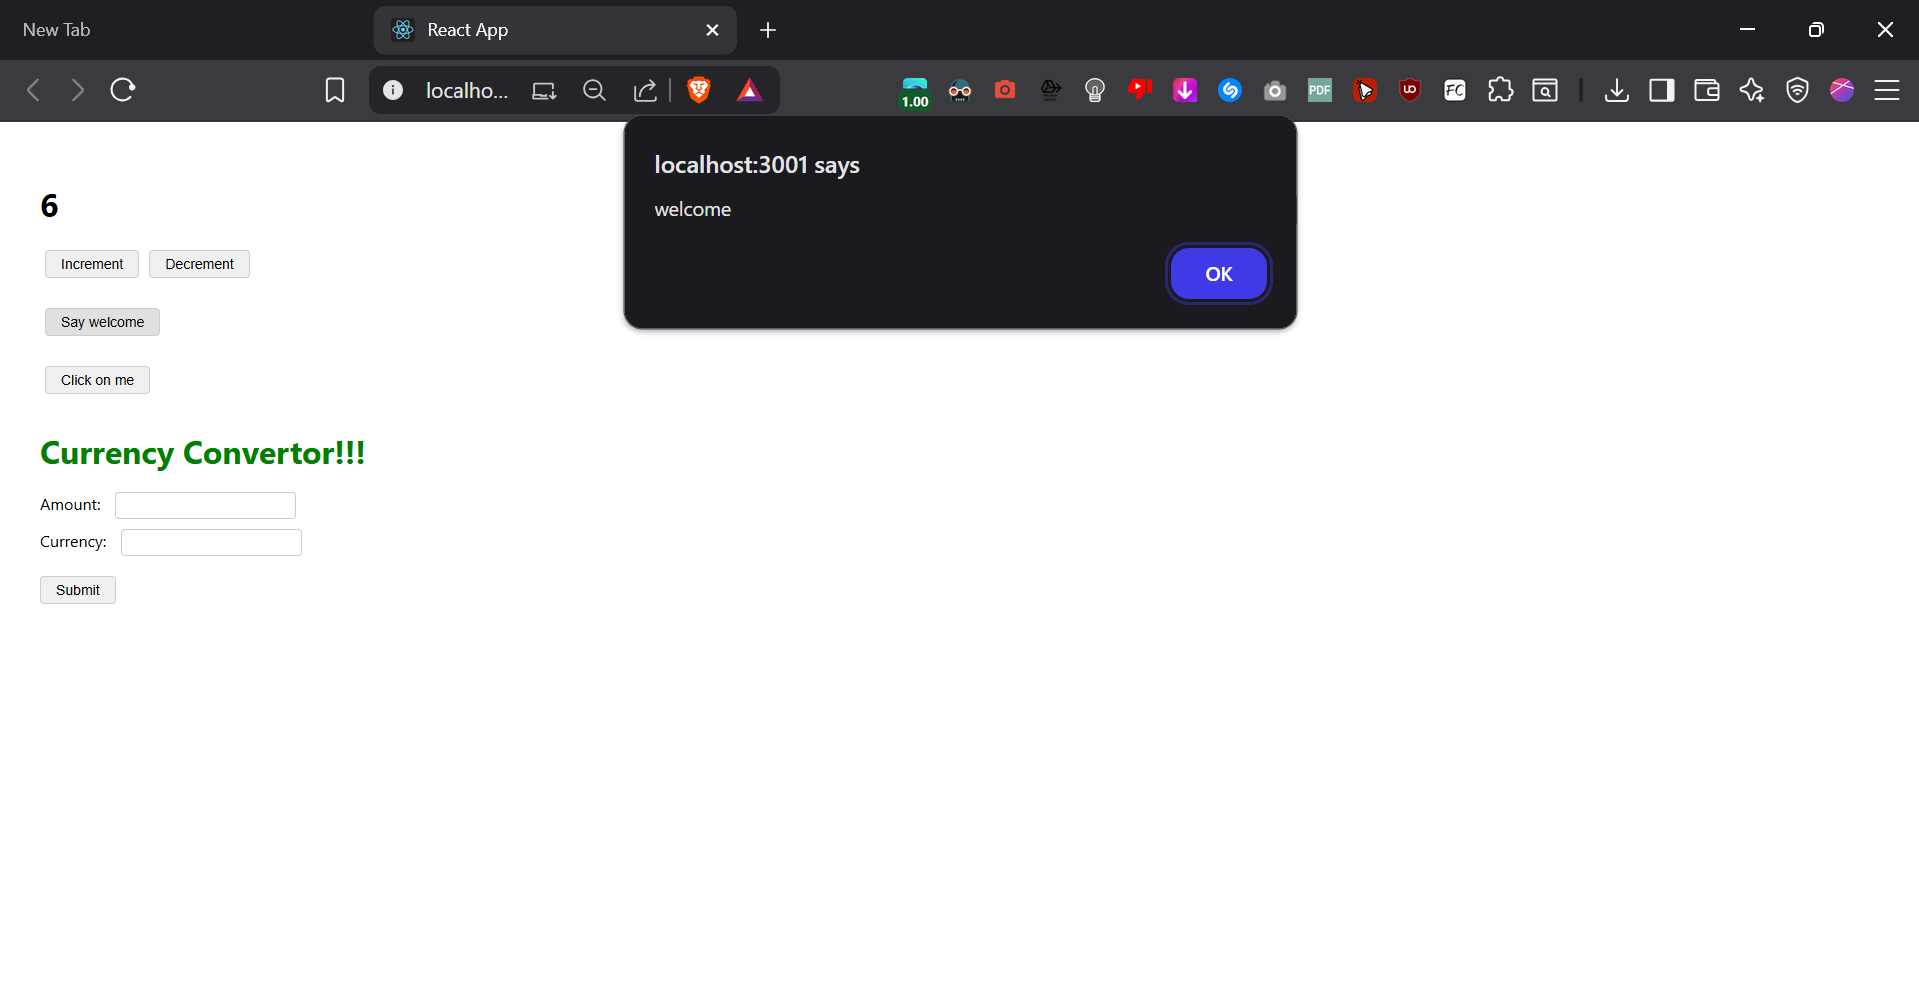 New Tab
React App
localho...
1.00
PDF
UO
FC
localhost:3001 says
welcome
OK
6
Increment Decrement
Say welcome
Click on me
Currency Convertor!!!
Amount:
Currency:
Submit